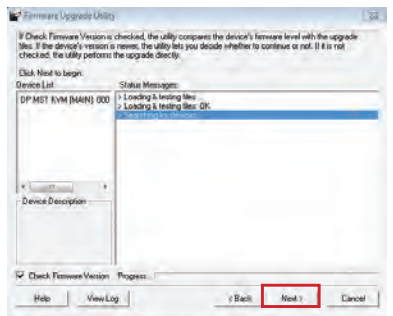 Firmware Upgrade Utility
If Check Firmware Version is checked, the utility compares the device's firmware level with the upgrade
files. If the device's version is newer, the utility lets you decide whether to continue or not. If it is not
checked, the utility performs the upgrade directly.
Click Next to begin.
Device List
Status Messages:
DP MST KVM [MAIN]: 000
> Loading & testing files ...
> Loading & testing files: OK.
> Searching for devices...
Device Description
Check Firmware Version
Progress:
Help
View Log
< Back
Next >
Cancel